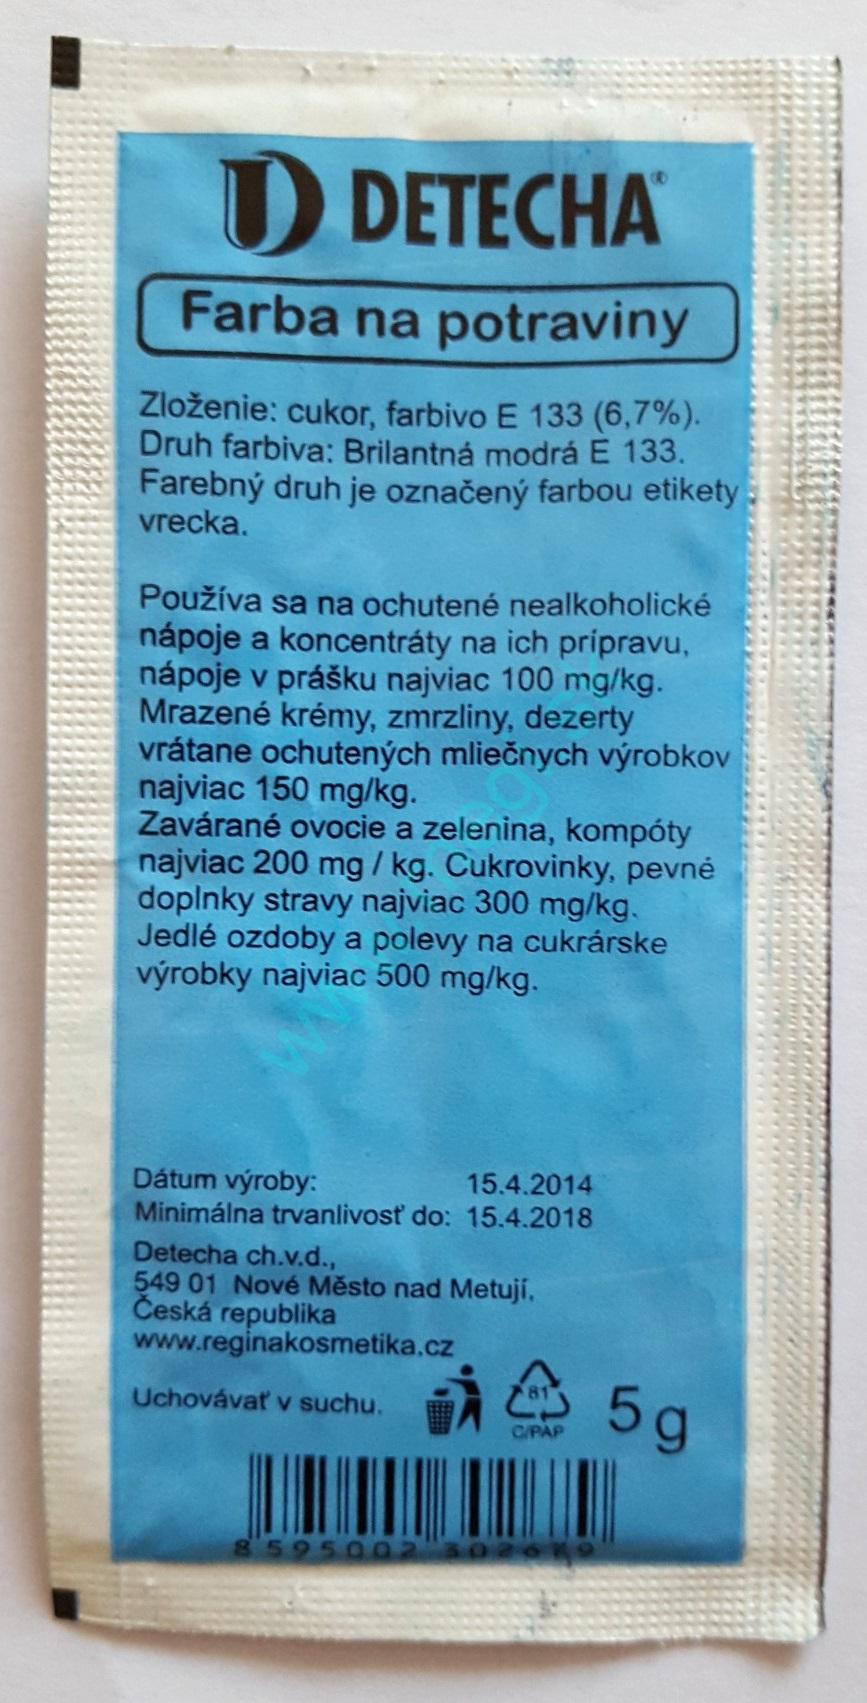 DETECHA®
Farba na potraviny
Zloženie: cukor, farbivo E 133 (6,7%).
Druh farbiva: Brilantná modrá E 133.
Farebný druh je označený farbou etikety
vrecka.
Používa sa na ochutené nealkoholické
nápoje a koncentráty na ich prípravu,
nápoje v prášku najviac 100 mg/kg.
Mrazené krémy, zmrzliny, dezerty
vrátane ochutených mliečnych výrobkov
najviac 150 mg/kg.
Zavárané ovocie a zelenina, kompóty
najviac 200 mg / kg. Cukrovinky, pevné
doplnky stravy najviac 300 mg/kg.
Jedlé ozdoby a polevy na cukrárske
výrobky najviac 500 mg/kg.
Dátum výroby: 15.4.2014
Minimálna trvanlivosť do: 15.4.2018
Detecha ch.v.d.,
549 01 Nové Město nad Metují,
Česká republika
www.reginakosmetika.cz
Uchovávať v suchu.
81
C/PAP
5 g
8 595002